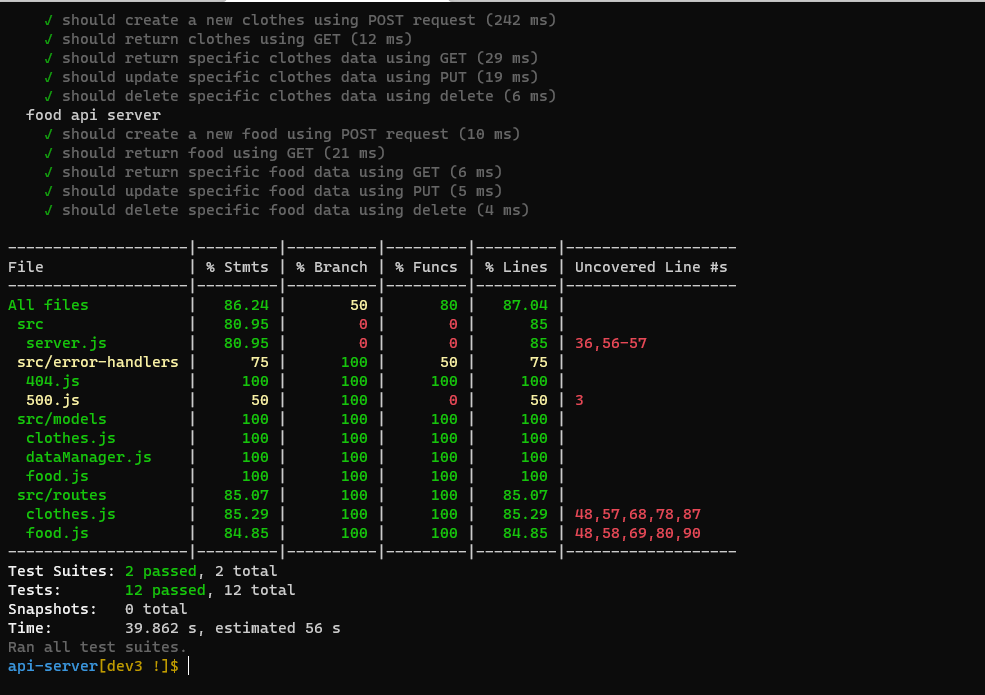 √ should create a new clothes using POST request (242 ms)
√ should return clothes using GET (12 ms)
√ should return specific clothes data using GET (29 ms)
√ should update specific clothes data using PUT (19 ms)
√ should delete specific clothes data using delete (6 ms)
food api server
√ should create a new food using POST request (10 ms)
√ should return food using GET (21 ms)
√ should return specific food data using GET (6 ms)
√ should update specific food data using PUT (5 ms)
√ should delete specific food data using delete (4 ms)
--------------------|---------|----------|---------|---------|-------------------
File                | % Stmts | % Branch | % Funcs | % Lines | Uncovered Line #s
--------------------|---------|----------|---------|---------|-------------------
All files           |   86.24 |       50 |      80 |   87.04 |
 src                |   80.95 |        0 |       0 |      85 |
  server.js         |   80.95 |        0 |       0 |      85 | 36,56-57
 src/error-handlers |      75 |      100 |      50 |      75 |
  404.js            |     100 |      100 |     100 |     100 |
  500.js            |      50 |      100 |       0 |      50 | 3
 src/models         |     100 |      100 |     100 |     100 |
  clothes.js        |     100 |      100 |     100 |     100 |
  dataManager.js    |     100 |      100 |     100 |     100 |
  food.js           |     100 |      100 |     100 |     100 |
 src/routes         |   85.07 |      100 |     100 |   85.07 |
  clothes.js        |   85.29 |      100 |     100 |   85.29 | 48,57,68,78,87
  food.js           |   84.85 |      100 |     100 |   84.85 | 48,58,69,80,90
--------------------|---------|----------|---------|---------|-------------------
Test Suites: 2 passed, 2 total
Tests:       12 passed, 12 total
Snapshots:   0 total
Time:        39.862 s, estimated 56 s
Ran all test suites.
api-server[dev3 !]$